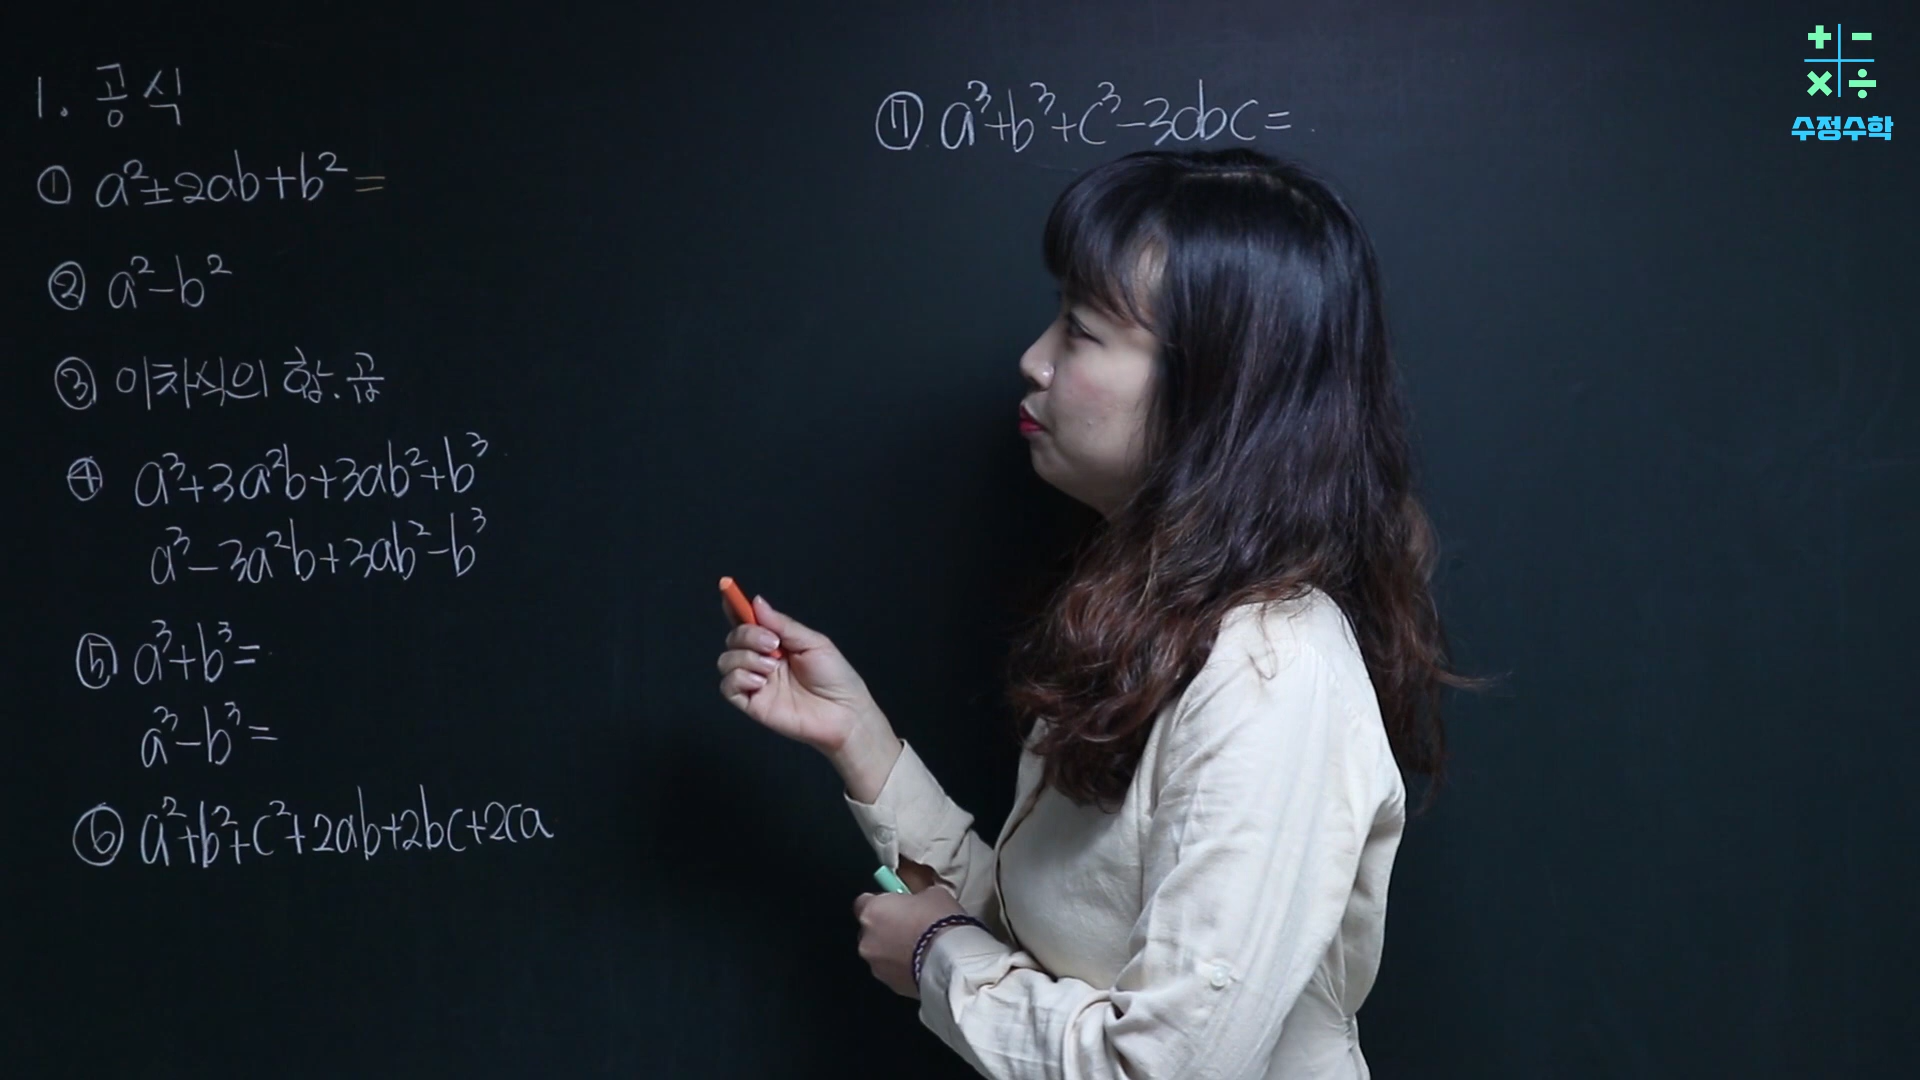 1. 공식
① a²±2ab+b²=
② a²-b²
③ 이차식의 합.곱
④ a³+3a²b+3ab²+b³
a³-3a²b+3ab²-b³
⑤ a³+b³=
a³-b³=
⑥ a²+b²+c²+2ab+2bc+2ca
⑦ a³+b³+c³-3abc=
+ -
× ÷
수정수학